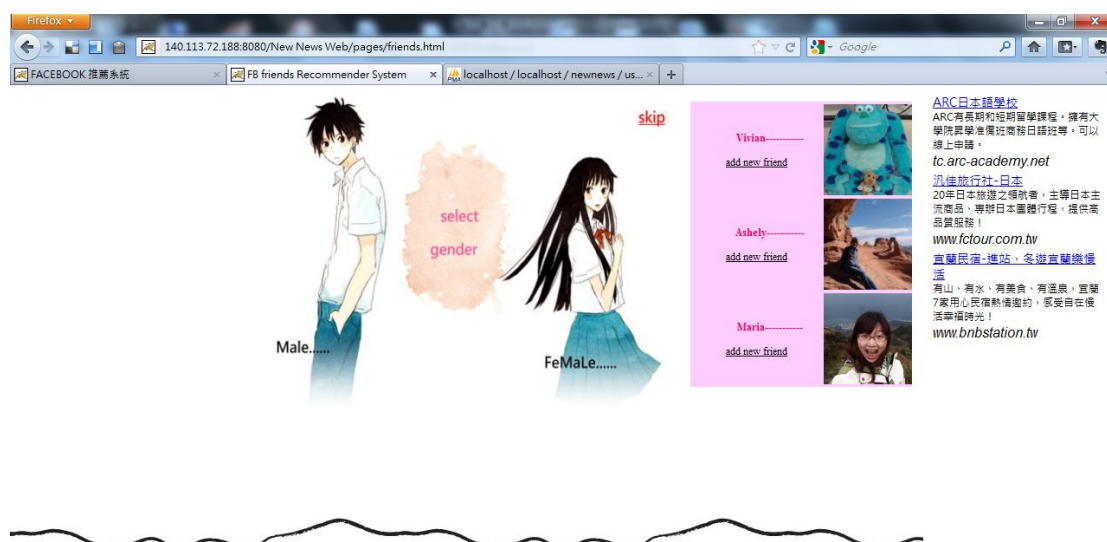 Firefox
140.113.72.188:8080/New News Web/pages/friends.html
Google
FACEBOOK 推薦系統
FB friends Recommender System
localhost / localhost / newnews / us...
skip
select
gender
Male......
FeMaLe......
Vivian-----------
add new friend
Ashely-----------
add new friend
Maria-----------
add new friend
ARC日本語學校
ARC有長期和短期留學課程。擁有大
學院昇學准備班商務日語班等。可以
線上申請。
tc.arc-academy.net
汎佳旅行社-日本
20年日本旅遊之領航者，主導日本主
流商品、專辦日本團體行程，提供高
品質服務！
www.fctour.com.tw
宜蘭民宿-進站，冬遊宜蘭樂慢
活
有山、有水、有美食、有溫泉，宜蘭
7家用心民宿熱情邀約，感受自在慢
活幸福時光！
www.bnbstation.tw